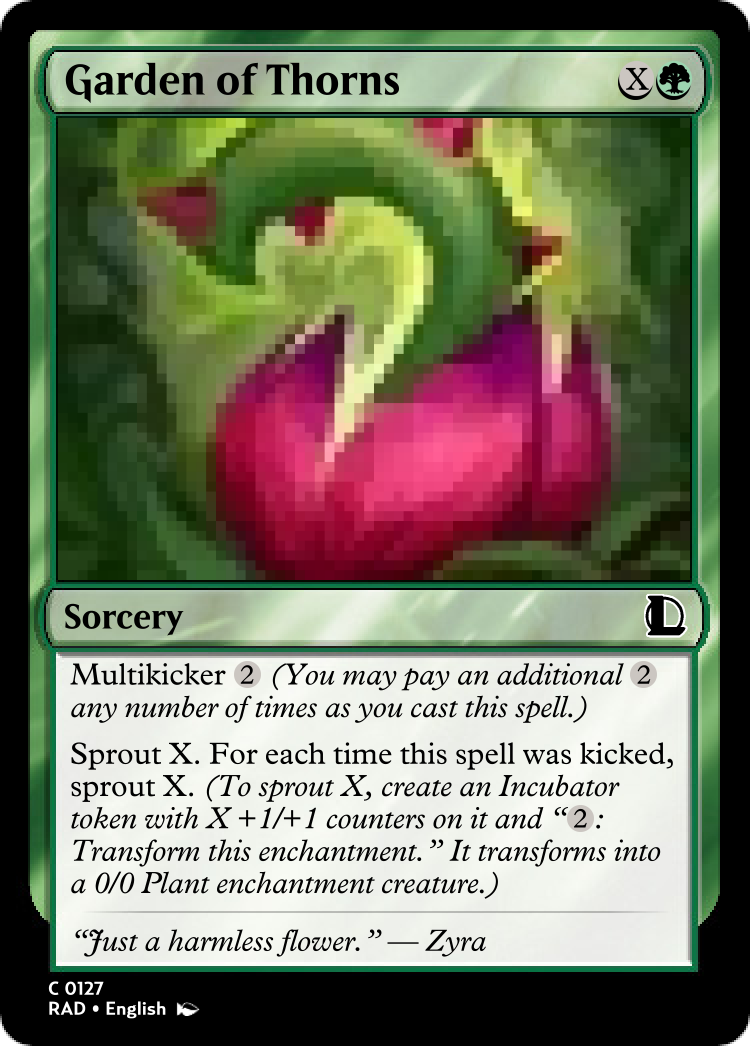 Garden of Thorns X
Sorcery
Multikicker 2 (You may pay an additional 2
any number of times as you cast this spell.)
Sprout X. For each time this spell was kicked,
sprout X. (To sprout X, create an Incubator
token with X +1/+1 counters on it and “2:
Transform this enchantment.” It transforms into
a 0/0 Plant enchantment creature.)
“Just a harmless flower.” — Zyra
C 0127
RAD • English